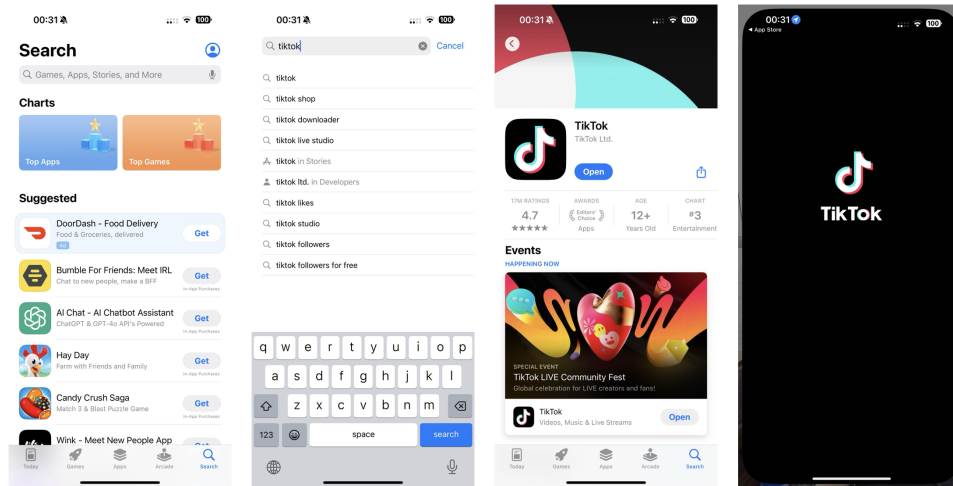 00:31
100
Search
Games, Apps, Stories, and More
Charts
Top Apps
Top Games
Suggested
DoorDash - Food Delivery
Food & Groceries, delivered
Ad
Get
Bumble For Friends: Meet IRL
Chat to new people, make a BFF
Get
In-App Purchases
AI Chat - AI Chatbot Assistant
ChatGPT & GPT-4o API's Powered
Get
In-App Purchases
Hay Day
Farm with Friends and Family
Get
In-App Purchases
Candy Crush Saga
Match 3 & Blast Puzzle Game
Get
In-App Purchases
Wink - Meet New People App
Today
Games
Apps
Arcade
Search
00:31
100
tiktok
Cancel
tiktok
tiktok shop
tiktok downloader
tiktok live studio
tiktok in Stories
tiktok ltd. in Developers
tiktok likes
tiktok studio
tiktok followers
tiktok followers for free
q w e r t y u i o p
a s d f g h j k l
z x c v b n m
123
space
search
00:31
100
TikTok
TikTok Ltd.
Open
17M RATINGS
4.7
AWARDS
Editors' Choice
Apps
AGE
12+
Years Old
CHART
#3
Entertainment
Events
HAPPENING NOW
SPECIAL EVENT
TikTok LIVE Community Fest
Global celebration for LIVE creators and fans!
TikTok
Videos, Music & Live Streams
Open
Today
Games
Apps
Arcade
Search
00:31
100
App Store
TikTok